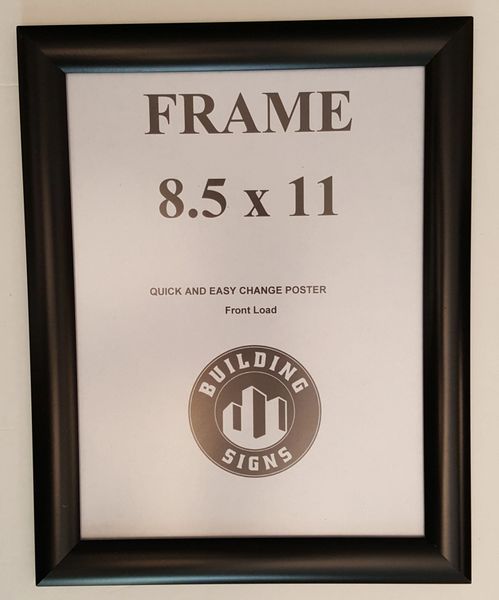 FRAME
8.5 x 11
QUICK AND EASY CHANGE POSTER
Front Load
BUILDING
SIGNS